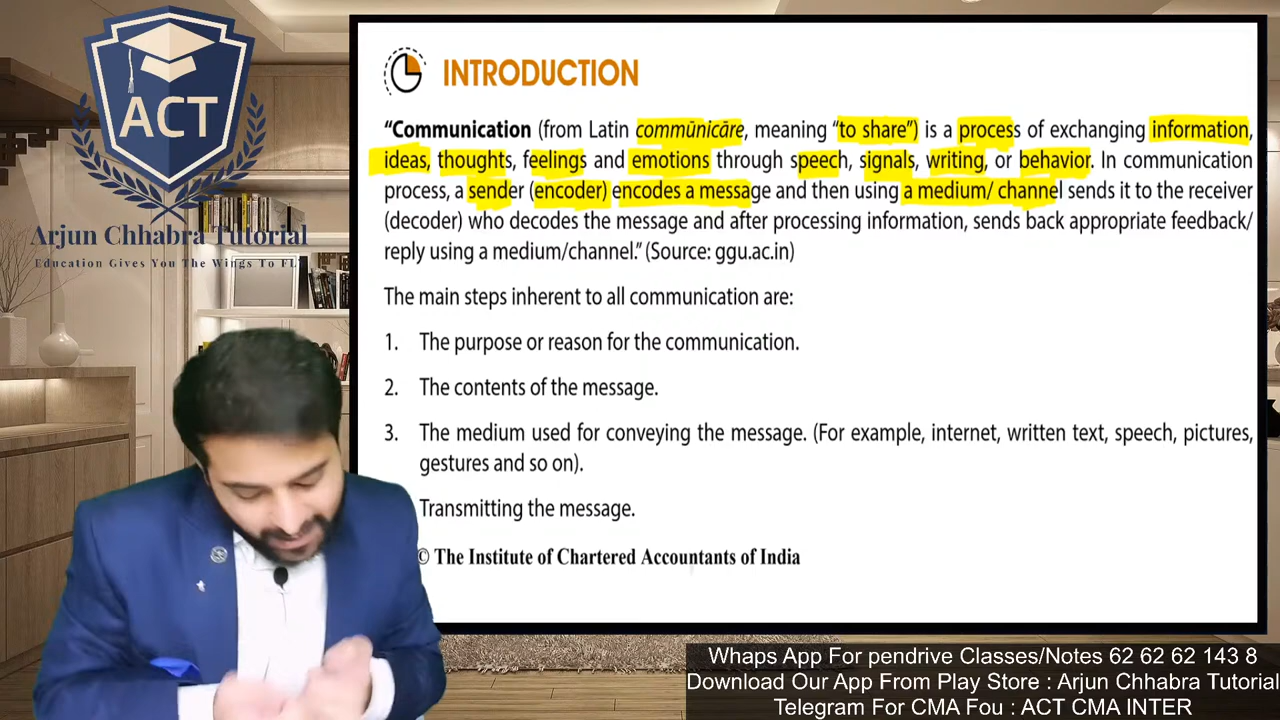 ACT
Arjun Chhabra Tutorial
Education Gives You The Wings To FL
INTRODUCTION
“Communication (from Latin commūnicāre, meaning “to share”) is a process of exchanging information,
ideas, thoughts, feelings and emotions through speech, signals, writing, or behavior. In communication
process, a sender (encoder) encodes a message and then using a medium/ channel sends it to the receiver
(decoder) who decodes the message and after processing information, sends back appropriate feedback/
reply using a medium/channel.” (Source: ggu.ac.in)
The main steps inherent to all communication are:
1. The purpose or reason for the communication.
2. The contents of the message.
3. The medium used for conveying the message. (For example, internet, written text, speech, pictures,
gestures and so on).
Transmitting the message.
© The Institute of Chartered Accountants of India
Whaps App For pendrive Classes/Notes 62 62 62 143 8
Download Our App From Play Store : Arjun Chhabra Tutorial
Telegram For CMA Fou : ACT CMA INTER